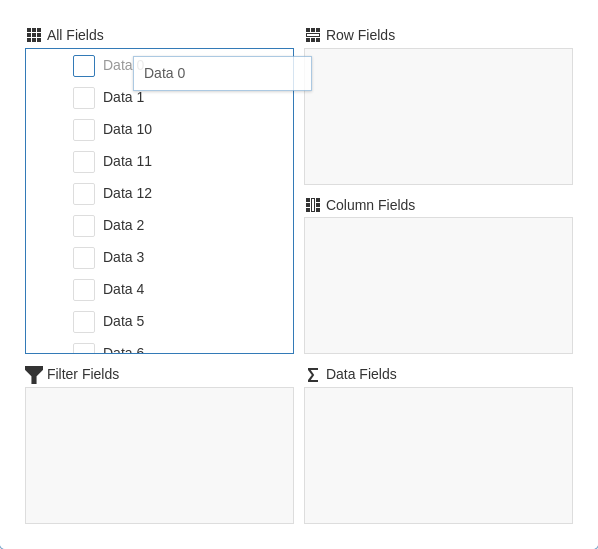 All Fields
Data 0
Data 0
Data 1
Data 10
Data 11
Data 12
Data 2
Data 3
Data 4
Data 5
Data 6
Row Fields
Column Fields
Filter Fields
Data Fields